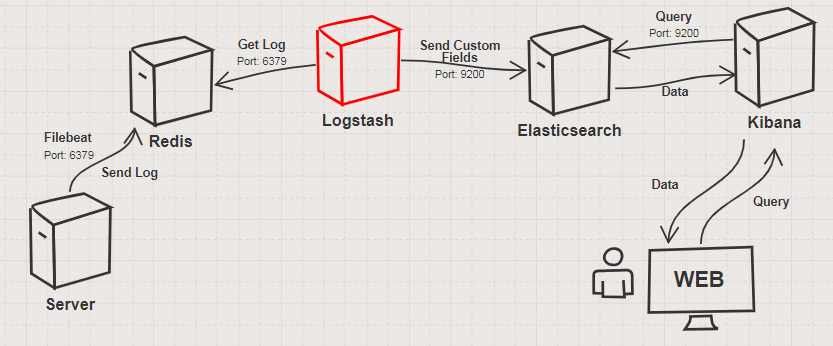 Query
Port: 9200
Get Log
Port: 6379
Send Custom
Fields
Port: 9200
Data
Logstash
Elasticsearch
Kibana
Redis
Filebeat
Port: 6379
Send Log
Data
Query
WEB
Server